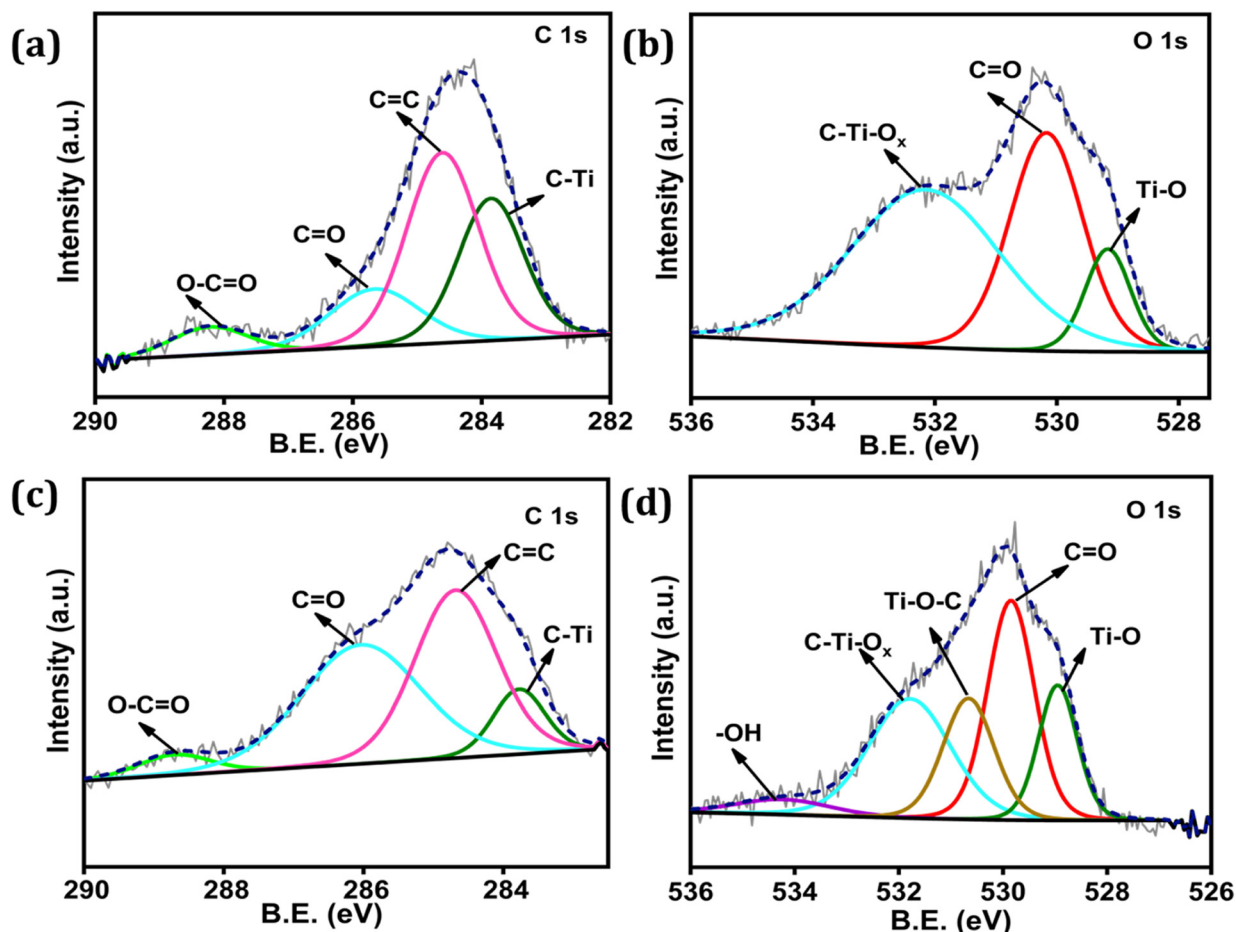 (a)
C 1s
C=C
C-Ti
C=O
O-C=O
Intensity (a.u.)
290 288 286 284 282
B.E. (eV)
(b)
O 1s
C=O
C-Ti-Oₓ
Ti-O
Intensity (a.u.)
536 534 532 530 528
B.E. (eV)
(c)
C 1s
C=C
C=O
C-Ti
O-C=O
Intensity (a.u.)
290 288 286 284
B.E. (eV)
(d)
O 1s
C=O
Ti-O-C
Ti-O
C-Ti-Oₓ
-OH
Intensity (a.u.)
536 534 532 530 528 526
B.E. (eV)